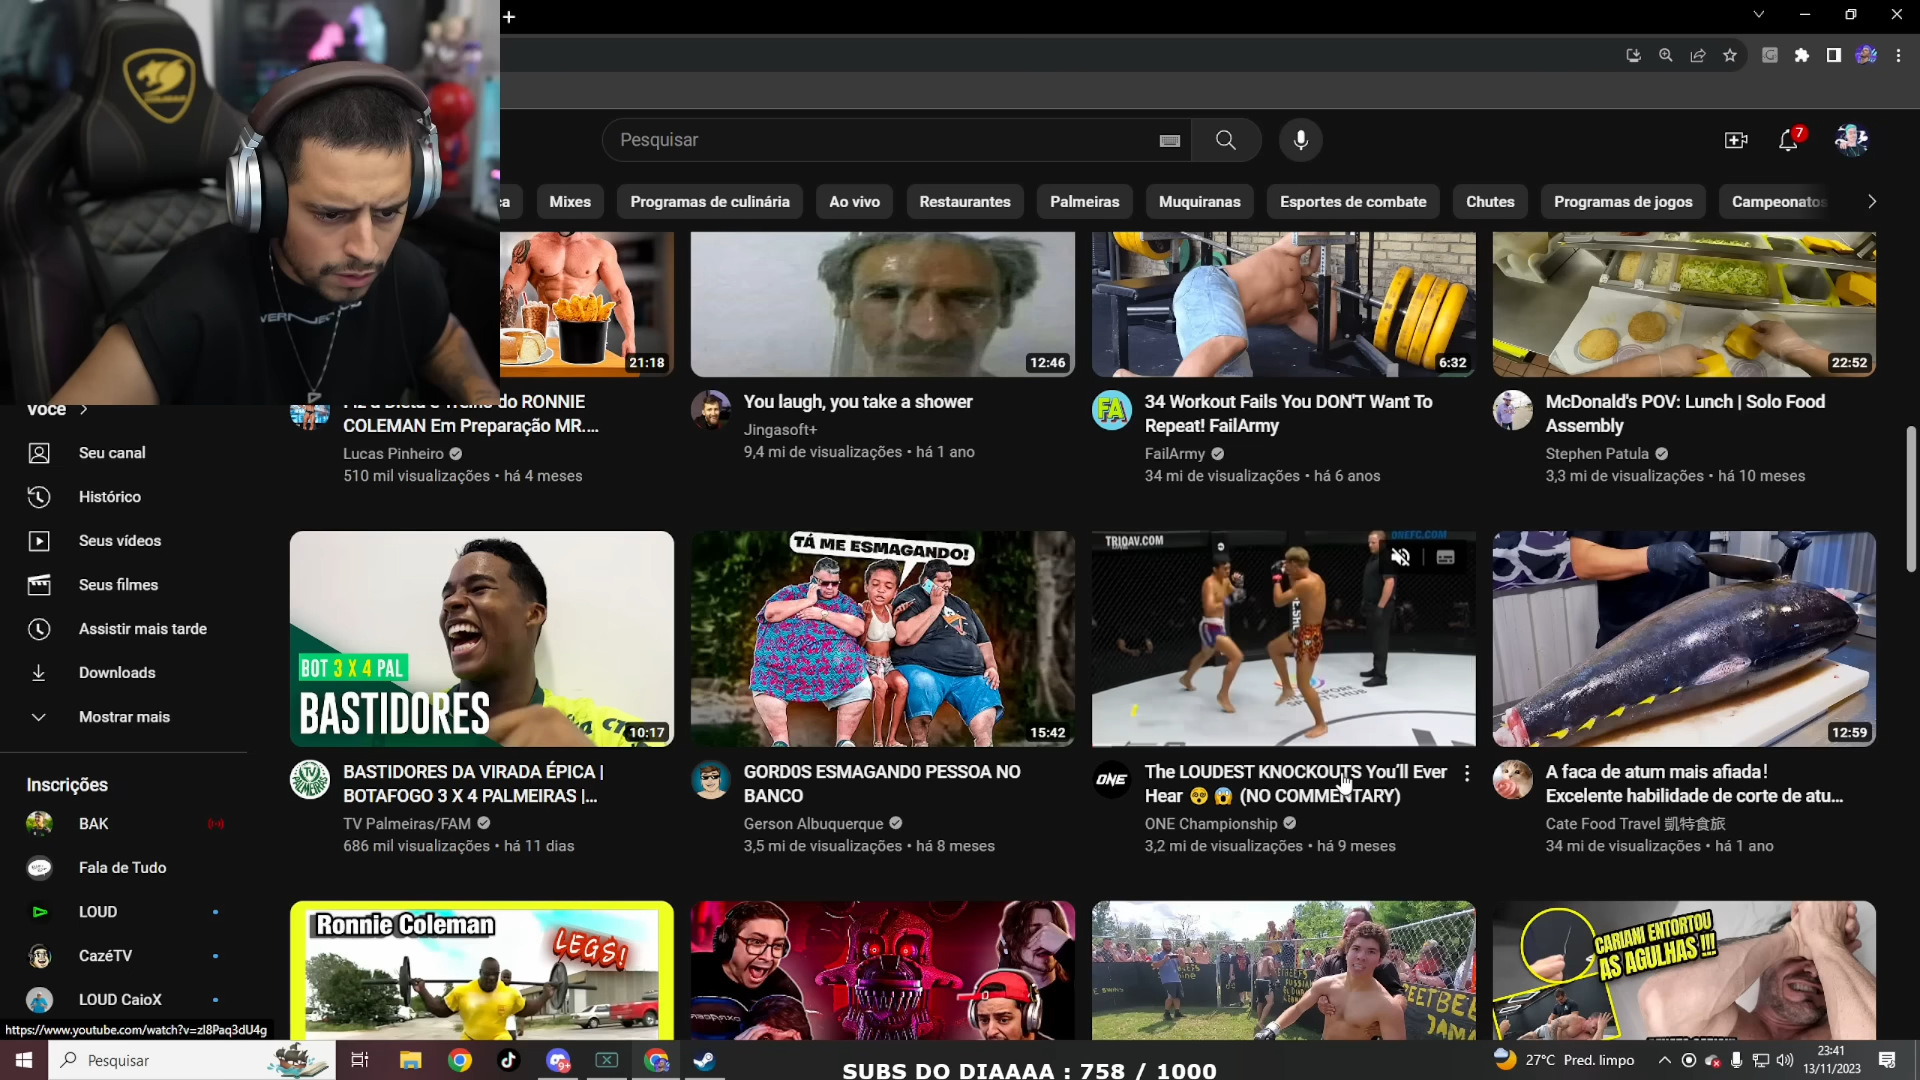 COUGAR
Pesquisar
7
Mixes
Programas de culinária
Ao vivo
Restaurantes
Palmeiras
Muquiranas
Esportes de combate
Chutes
Programas de jogos
Campeonatos
21:18
12:46
6:32
22:52
Você
do RONNIE
COLEMAN Em Preparação MR....
Lucas Pinheiro
510 mil visualizações • há 4 meses
You laugh, you take a shower
Jingasoft+
9,4 mi de visualizações • há 1 ano
FA
34 Workout Fails You DON'T Want To
Repeat! FailArmy
FailArmy
34 mi de visualizações • há 6 anos
McDonald's POV: Lunch | Solo Food
Assembly
Stephen Patula
3,3 mi de visualizações • há 10 meses
Seu canal
Histórico
Seus vídeos
Seus filmes
Assistir mais tarde
Downloads
Mostrar mais
BOT 3 X 4 PAL
BASTIDORES
10:17
TÁ ME ESMAGANDO!
15:42
TRIQAV.COM
ONEFC.COM
12:59
BASTIDORES DA VIRADA ÉPICA |
BOTAFOGO 3 X 4 PALMEIRAS |...
TV Palmeiras/FAM
686 mil visualizações • há 11 dias
GORD0S ESMAGAND0 PESSOA NO
BANCO
Gerson Albuquerque
3,5 mi de visualizações • há 8 meses
ONE
The LOUDEST KNOCKOUTS You'll Ever
Hear 😵 😱 (NO COMMENTARY)
ONE Championship
3,2 mi de visualizações • há 9 meses
A faca de atum mais afiada!
Excelente habilidade de corte de atu...
Cate Food Travel 凱特食旅
34 mi de visualizações • há 1 ano
Inscrições
BAK
Fala de Tudo
LOUD
CazéTV
LOUD CaioX
Ronnie Coleman
LEGS!
CARIANI ENTORTOU
AS AGULHAS !!!
https://www.youtube.com/watch?v=zl8Paq3dU4g
Pesquisar
9+
SUBS DO DIAAAA : 758 / 1000
27°C Pred. limpo
23:41
13/11/2023